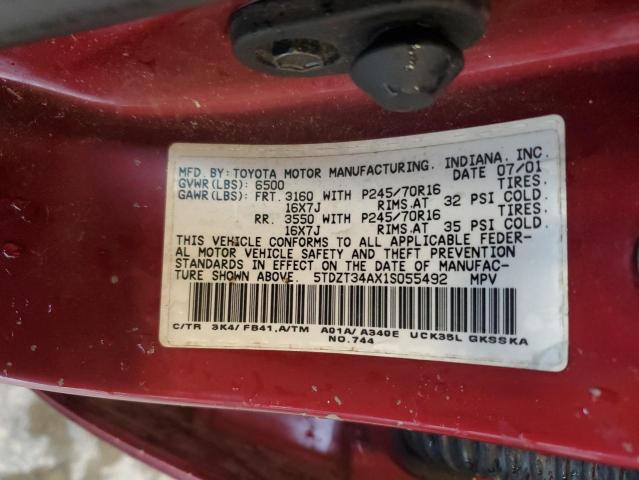 MFD. BY: TOYOTA MOTOR MANUFACTURING, INDIANA, INC.
GVWR(LBS): 6500 DATE 07/01
GAWR(LBS): FRT. 3160 WITH P245/70R16 TIRES,
16X7J RIMS,AT 32 PSI COLD.
RR. 3550 WITH P245/70R16 TIRES,
16X7J RIMS,AT 35 PSI COLD.
THIS VEHICLE CONFORMS TO ALL APPLICABLE FEDER-
AL MOTOR VEHICLE SAFETY AND THEFT PREVENTION
STANDARDS IN EFFECT ON THE DATE OF MANUFAC-
TURE SHOWN ABOVE. 5TDZT34AX1S055492 MPV
C/TR 3K4/ FB41,A/TM A01A/ A340E UCK35L GKSSKA
NO.744